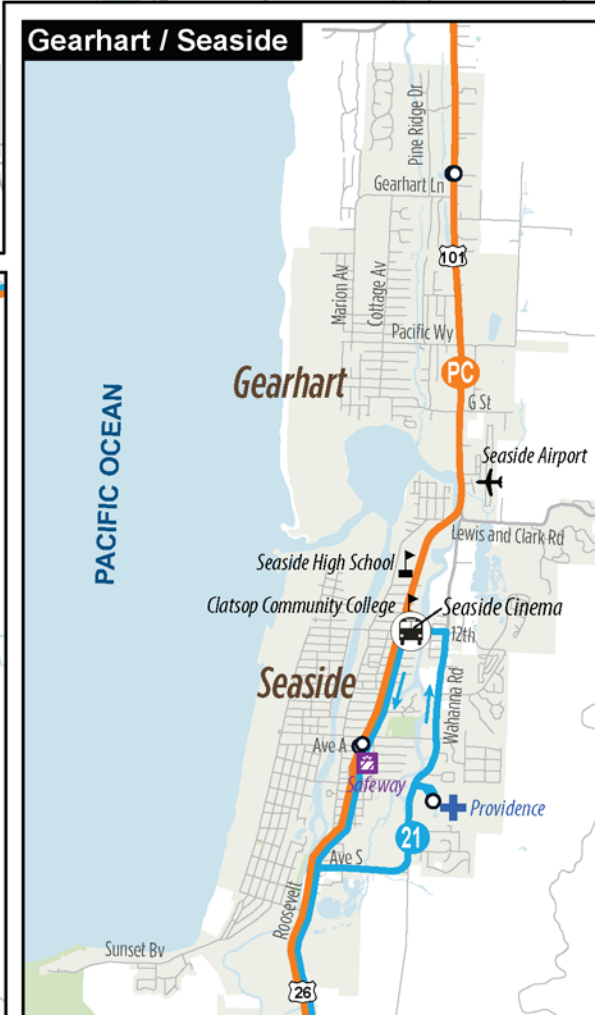 Gearhart / Seaside
Pine Ridge Dr
Gearhart Ln
101
Marion Av
Cottage Av
Pacific Wy
Gearhart
PC
G St
PACIFIC OCEAN
Seaside Airport
Lewis and Clark Rd
Seaside High School
Clatsop Community College
Seaside Cinema
12th
Seaside
Wahanna Rd
Ave A
Safeway
Providence
21
Ave S
Roosevelt
Sunset Bv
26